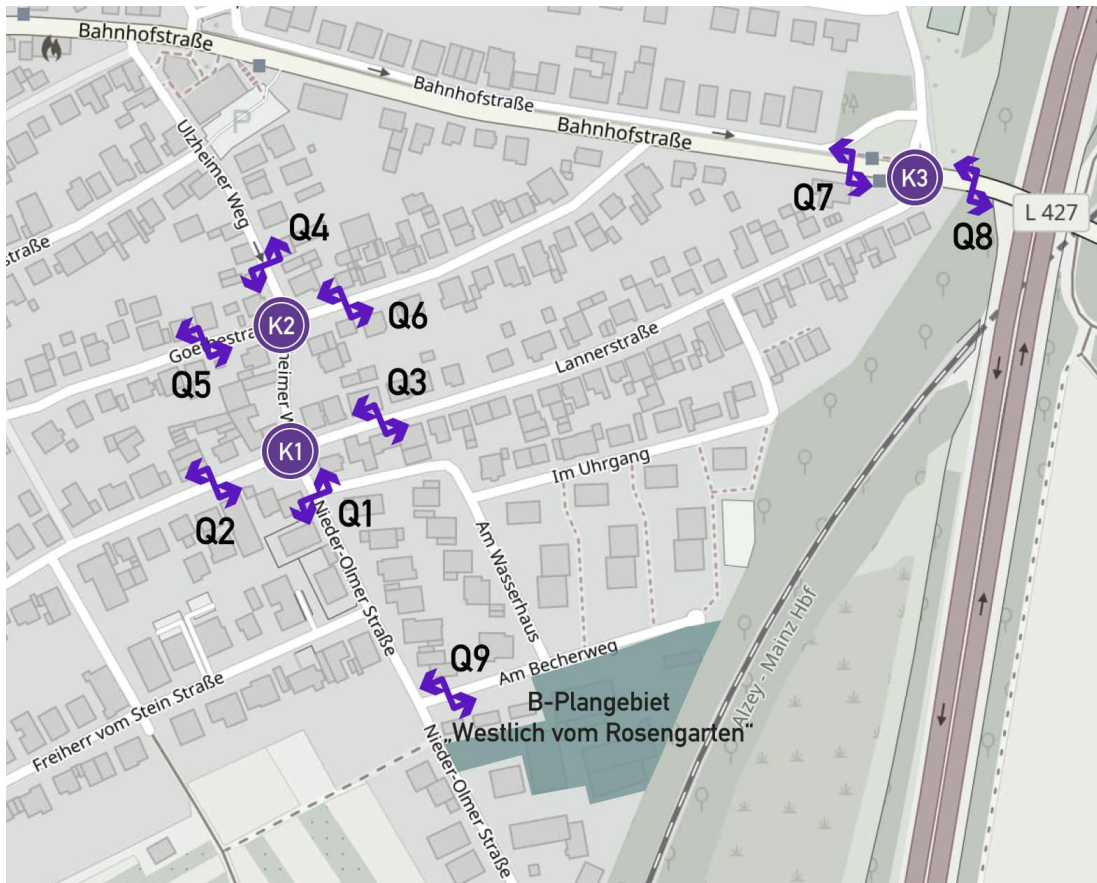 Bahnhofstraße
Bahnhofstraße
Bahnhofstraße
P
Ulzheimer Weg
K3
Q7
L 427
Q8
Q4
straße
K2
Q6
Goethestra
Q5
heimer W
Lannerstraße
Q3
K1
Im Uhrgang
Q2
Q1
Nieder-Olmer Straße
Am Wasserhaus
Alzey - Mainz Hbf
Q9
Am Becherweg
Freiherr vom Stein Straße
B-Plangebiet
„Westlich vom Rosengarten“
Nieder-Olmer Straße